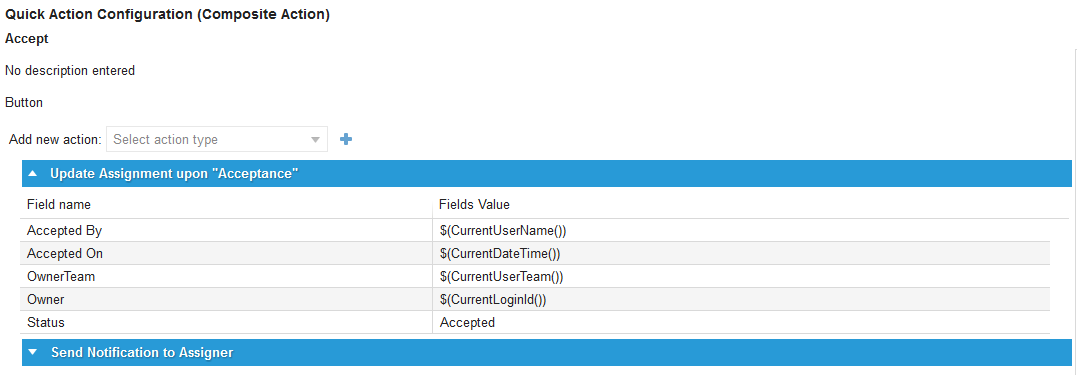 Quick Action Configuration (Composite Action)
Accept
No description entered
Button
Add new action: Select action type
Update Assignment upon "Acceptance"
Field name Fields Value
Accepted By $(CurrentUserName())
Accepted On $(CurrentDateTime())
OwnerTeam $(CurrentUserTeam())
Owner $(CurrentLoginId())
Status Accepted
Send Notification to Assigner